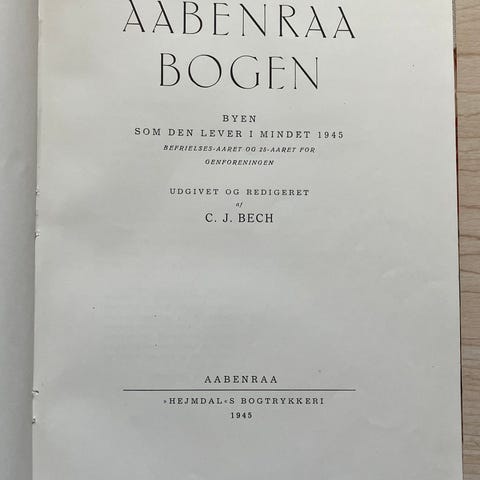 AABENRAA
BOGEN
BYEN
SOM DEN LEVER I MINDET 1945
BEFRIELSES-AARET OG 25-AARET FOR
GENFORENINGEN
UDGIVET OG REDIGERET
af
C. J. BECH
AABENRAA
»HEJMDAL«S BOGTRYKKERI
1945